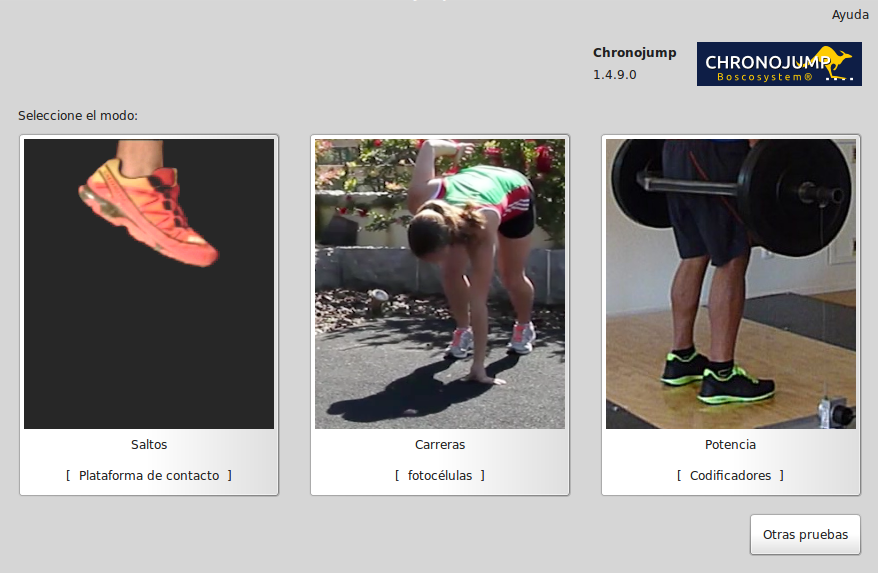 Ayuda
Chronojump
1.4.9.0
CHRONOJUMP
Boscosystem®
Seleccione el modo:
Saltos
[ Plataforma de contacto ]
Carreras
[ fotocélulas ]
Potencia
[ Codificadores ]
Otras pruebas